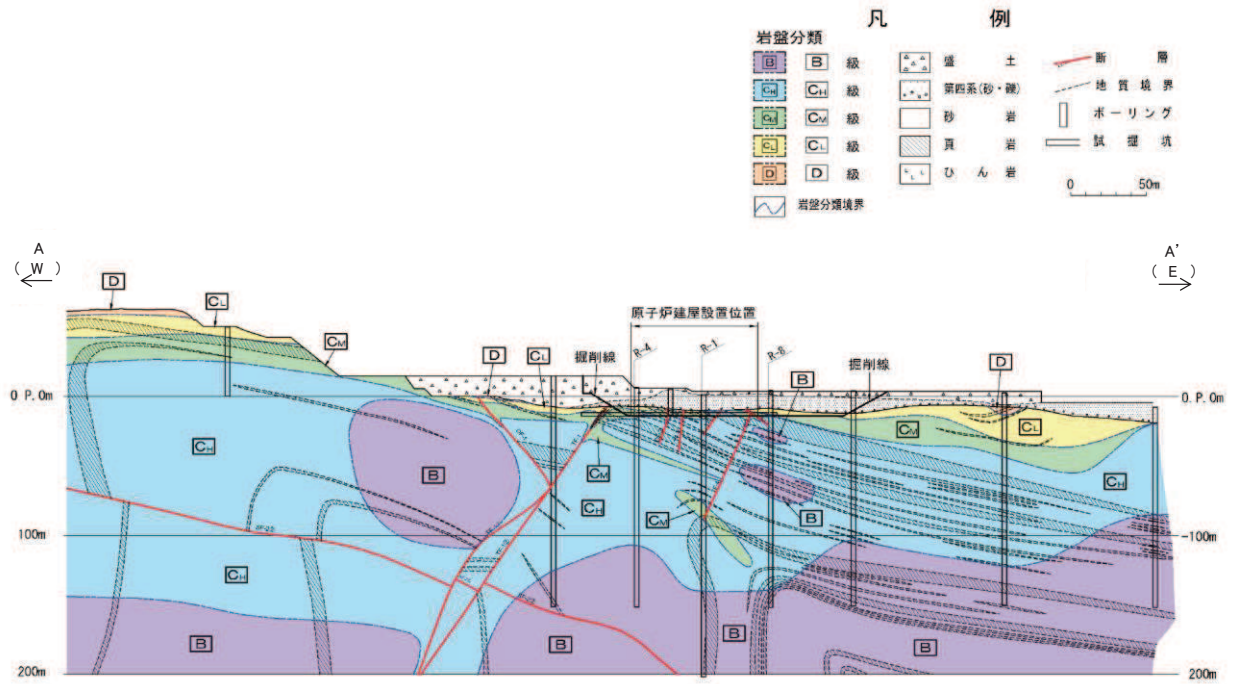 凡 例
岩盤分類
B B 級
CH CH 級
CM CM 級
CL CL 級
D D 級
岩盤分類境界
盛 土
第四系(砂・礫)
砂 岩
頁 岩
ひ ん 岩
断 層
地 質 境 界
ボ ー リ ン グ
試 掘 坑
0 50m
A
( W )
A'
( E )
D
CL
CM
D
CL
掘削線
原子炉建屋設置位置
R-4
R-1
R-8
B
掘削線
D
0 P.0m
0.P.0m
CM
CL
CH
B
CM
CH
CM
B
CH
100m
-100m
CH
B
B
B
B
200m
200m